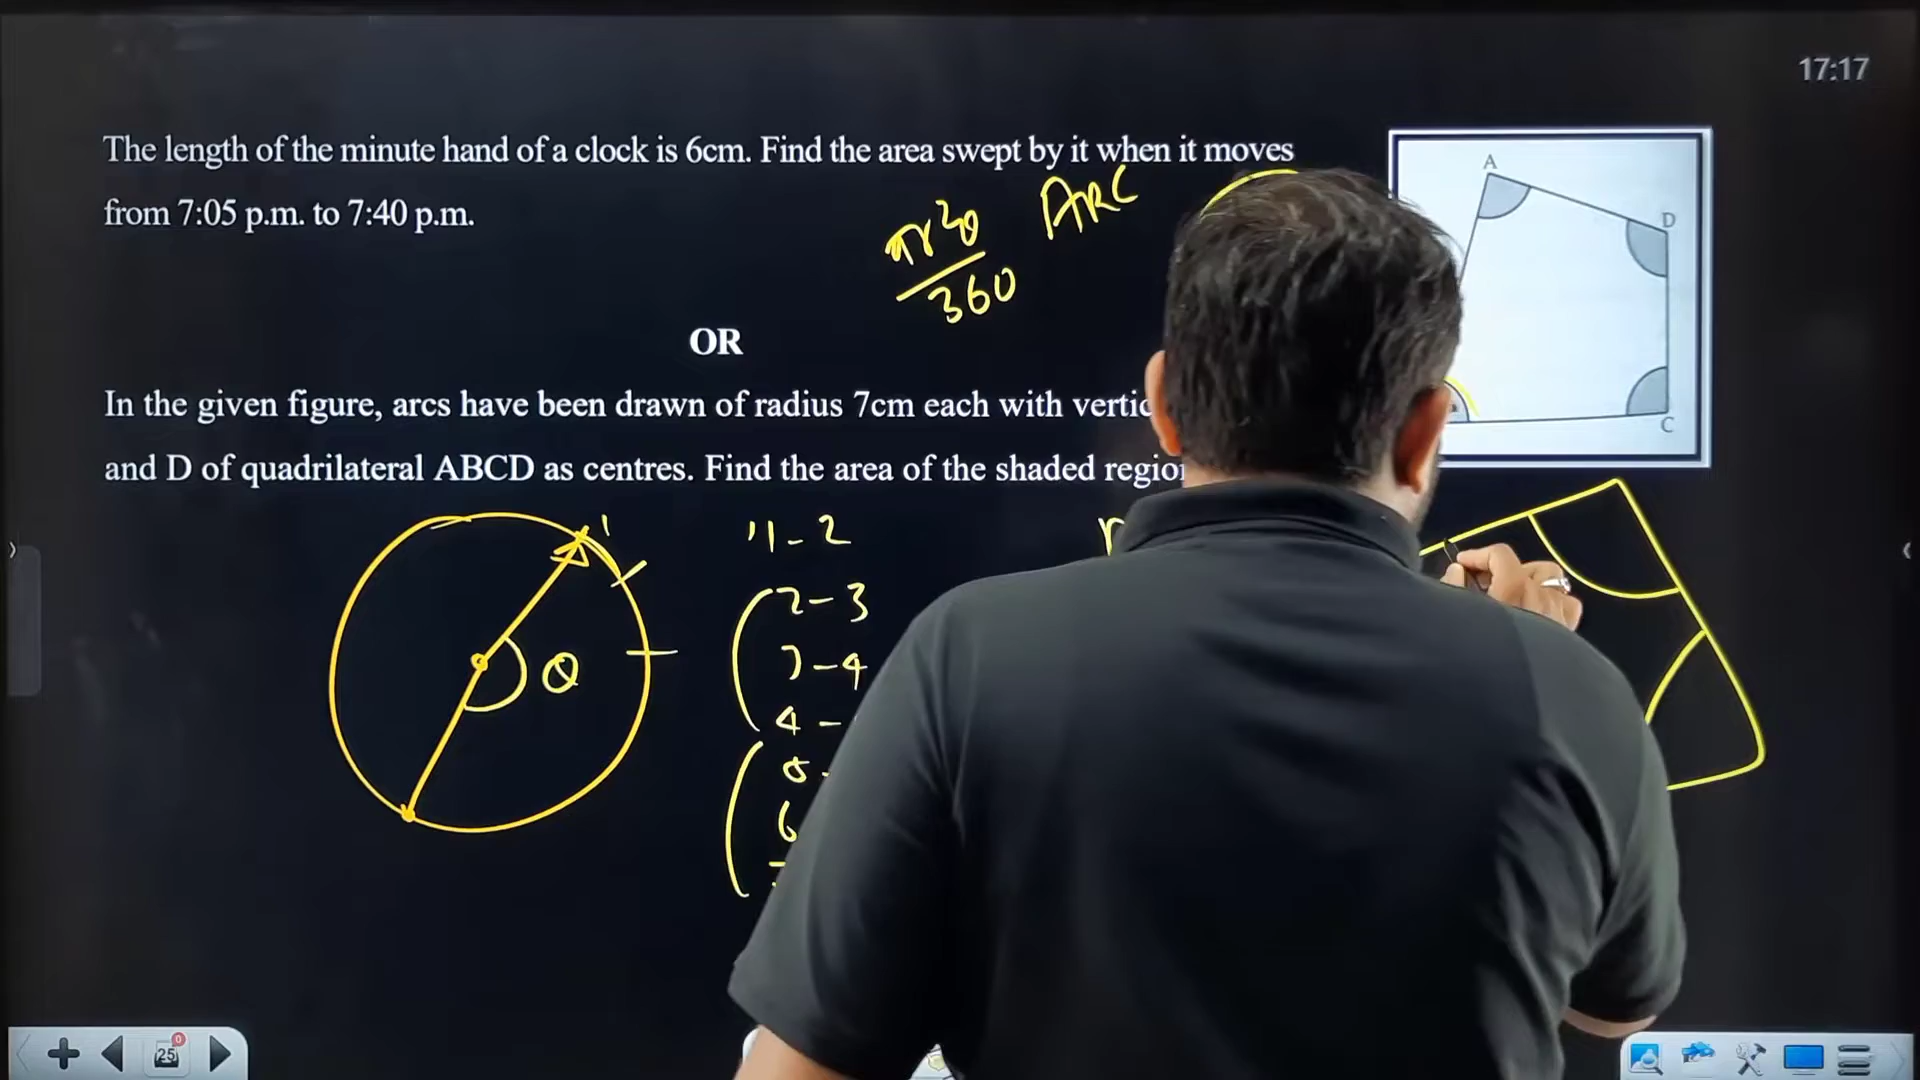 17:17
The length of the minute hand of a clock is 6cm. Find the area swept by it when it moves
from 7:05 p.m. to 7:40 p.m.
πr²θ
360
ARC
A
D
C
OR
In the given figure, arcs have been drawn of radius 7cm each with
and D of quadrilateral ABCD as centres. Find the area of the shaded
θ
1-2
2-3
3-4
4-
6
25
0